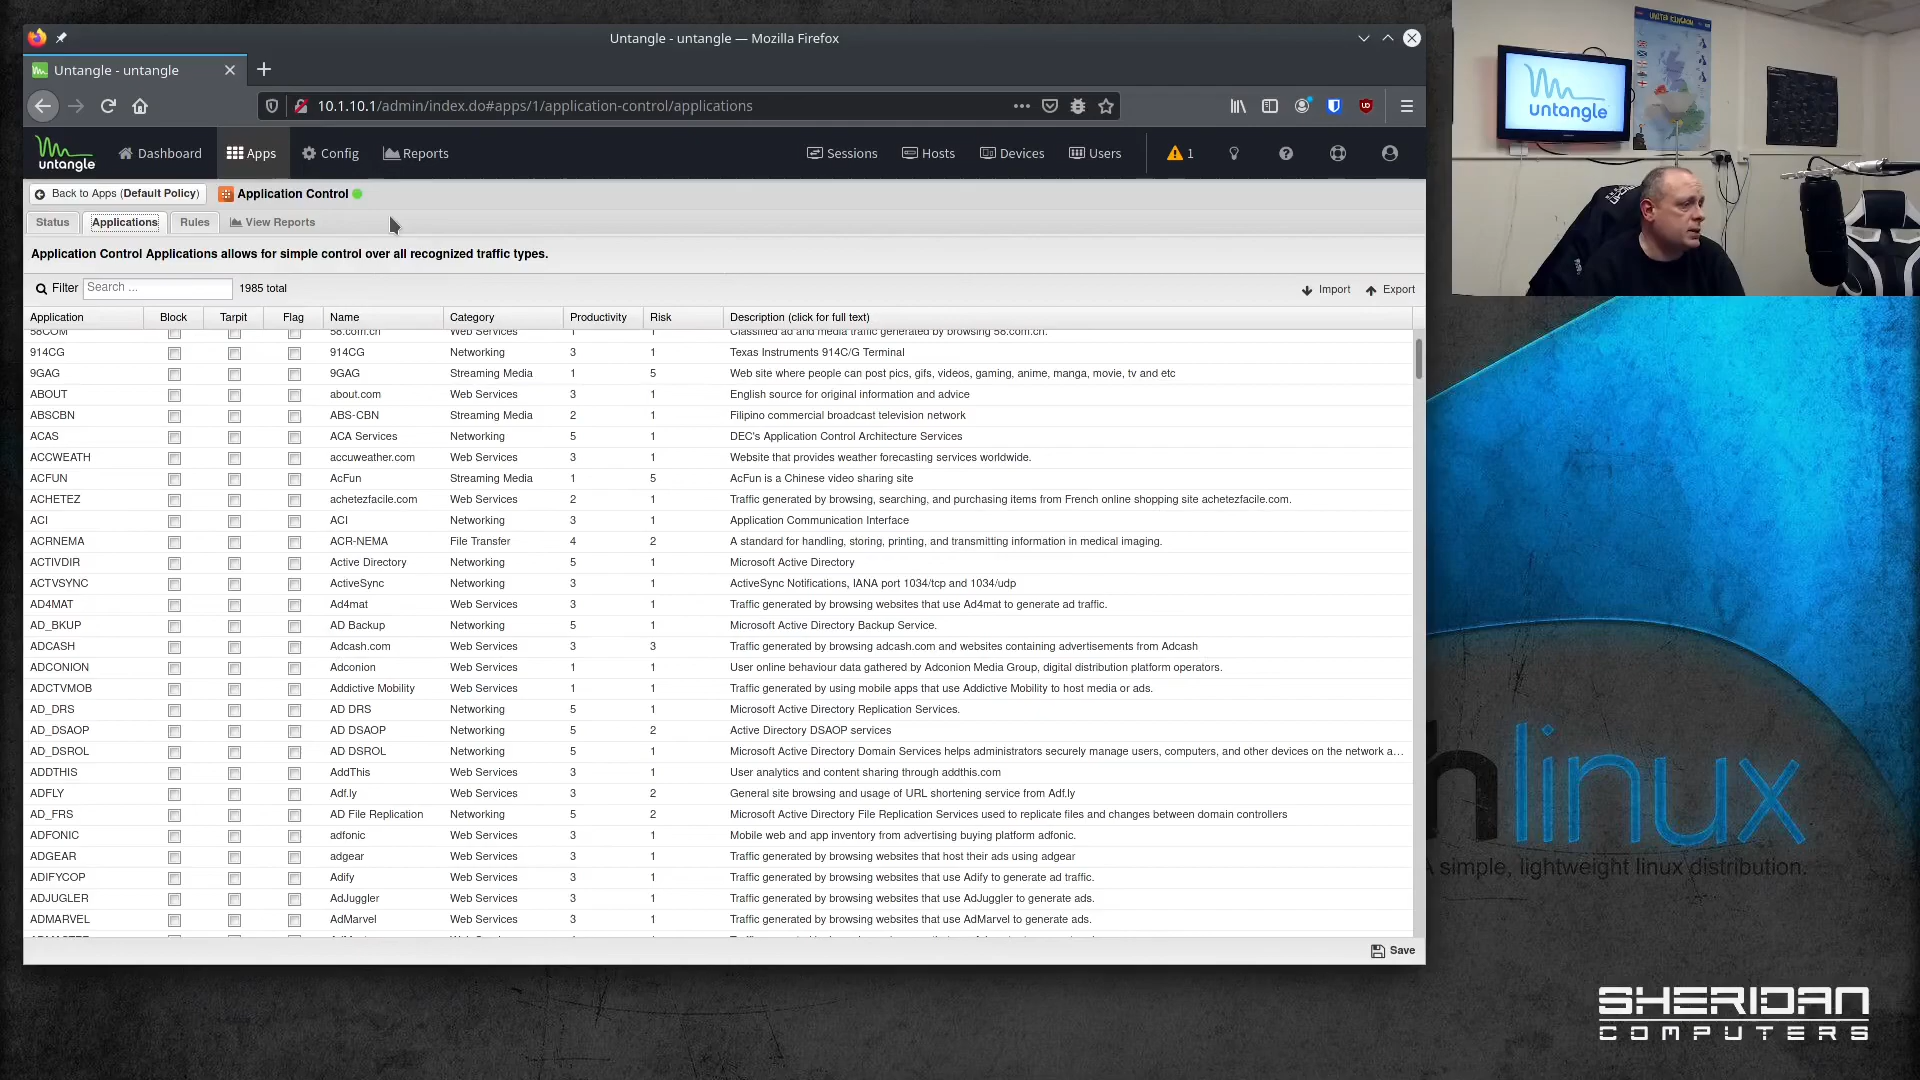 Untangle - untangle — Mozilla Firefox
Untangle - untangle
10.1.10.1/admin/index.do#apps/1/application-control/applications
untangle Dashboard Apps Config Reports Sessions Hosts Devices Users 1
Back to Apps (Default Policy) Application Control
Status Applications Rules View Reports
Application Control Applications allows for simple control over all recognized traffic types.
Filter Search ... 1985 total Import Export
Application Block Tarpit Flag Name Category Productivity Risk Description (click for full text)
58COM 58.com.cn Web Services 1 1 Classified ad and media traffic generated by browsing 58.com.cn.
914CG 914CG Networking 3 1 Texas Instruments 914C/G Terminal
9GAG 9GAG Streaming Media 1 5 Web site where people can post pics, gifs, videos, gaming, anime, manga, movie, tv and etc
ABOUT about.com Web Services 3 1 English source for original information and advice
ABSCBN ABS-CBN Streaming Media 2 1 Filipino commercial broadcast television network
ACAS ACA Services Networking 5 1 DEC's Application Control Architecture Services
ACCWEATH accuweather.com Web Services 3 1 Website that provides weather forecasting services worldwide.
ACFUN AcFun Streaming Media 1 5 AcFun is a Chinese video sharing site
ACHETEZ achetezfacile.com Web Services 2 1 Traffic generated by browsing, searching, and purchasing items from French online shopping site achetezfacile.com.
ACI ACI Networking 3 1 Application Communication Interface
ACRNEMA ACR-NEMA File Transfer 4 2 A standard for handling, storing, printing, and transmitting information in medical imaging.
ACTIVDIR Active Directory Networking 5 1 Microsoft Active Directory
ACTVSYNC ActiveSync Networking 3 1 ActiveSync Notifications, IANA port 1034/tcp and 1034/udp
AD4MAT Ad4mat Web Services 3 1 Traffic generated by browsing websites that use Ad4mat to generate ad traffic.
AD_BKUP AD Backup Networking 5 1 Microsoft Active Directory Backup Service.
ADCASH Adcash.com Web Services 3 3 Traffic generated by browsing adcash.com and websites containing advertisements from Adcash
ADCONION Adconion Web Services 1 1 User online behaviour data gathered by Adconion Media Group, digital distribution platform operators.
ADCTVMOB Addictive Mobility Web Services 1 1 Traffic generated by using mobile apps that use Addictive Mobility to host media or ads.
AD_DRS AD DRS Networking 5 1 Microsoft Active Directory Replication Services.
AD_DSAOP AD DSAOP Networking 5 2 Active Directory DSAOP services
AD_DSROL AD DSROL Networking 5 1 Microsoft Active Directory Domain Services helps administrators securely manage users, computers, and other devices on the network a…
ADDTHIS AddThis Web Services 3 1 User analytics and content sharing through addthis.com
ADFLY Adf.ly Web Services 3 2 General site browsing and usage of URL shortening service from Adf.ly
AD_FRS AD File Replication Networking 5 2 Microsoft Active Directory File Replication Services used to replicate files and changes between domain controllers
ADFONIC adfonic Web Services 3 1 Mobile web and app inventory from advertising buying platform adfonic.
ADGEAR adgear Web Services 3 1 Traffic generated by browsing websites that host their ads using adgear
ADIFYCOP Adify Web Services 3 1 Traffic generated by browsing websites that use Adify to generate ad traffic.
ADJUGLER AdJuggler Web Services 3 1 Traffic generated by browsing websites that use AdJuggler to generate ads.
ADMARVEL AdMarvel Web Services 3 1 Traffic generated by browsing websites that use AdMarvel to generate ads.
Save
UNITED KINGDOM
untangle
hlinux
A simple, lightweight linux distribution.
SHERIDAN
COMPUTERS